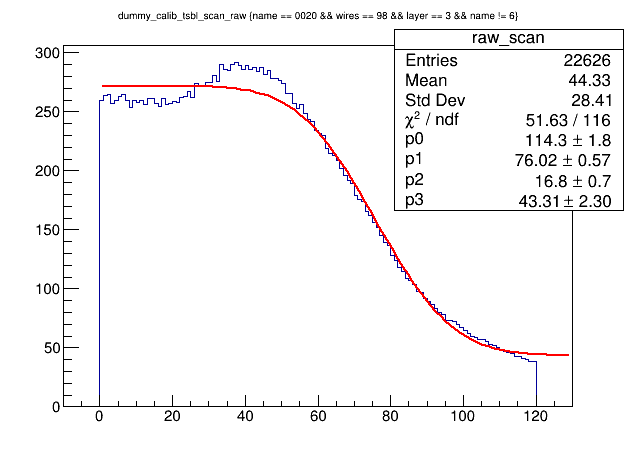 dummy_calib_tsbl_scan_raw {name == 0020 && wires == 98 && layer == 3 && name != 6}
raw_scan
Entries 22626
Mean 44.33
Std Dev 28.41
χ² / ndf 51.63 / 116
p0 114.3 ± 1.8
p1 76.02 ± 0.57
p2 16.8 ± 0.7
p3 43.31 ± 2.30
300
250
200
150
100
50
0
0 20 40 60 80 100 120